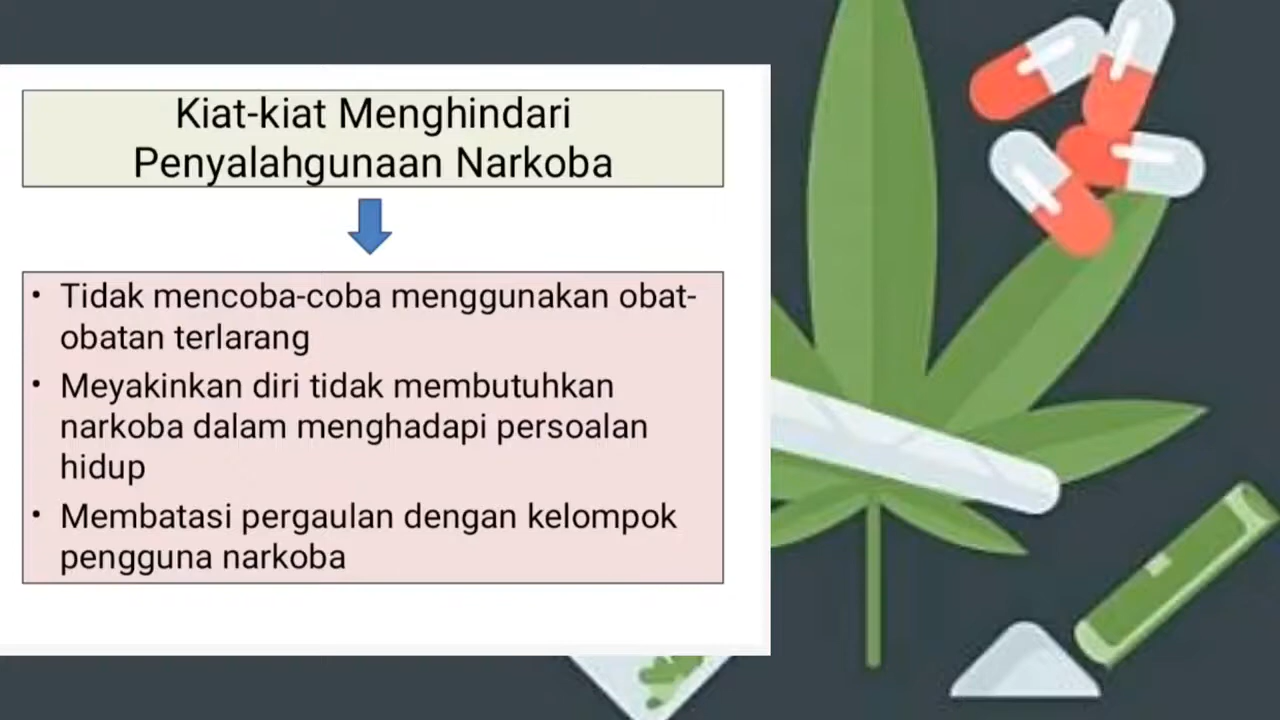 Kiat-kiat Menghindari
Penyalahgunaan Narkoba
• Tidak mencoba-coba menggunakan obat-
obatan terlarang
• Meyakinkan diri tidak membutuhkan
narkoba dalam menghadapi persoalan
hidup
• Membatasi pergaulan dengan kelompok
pengguna narkoba